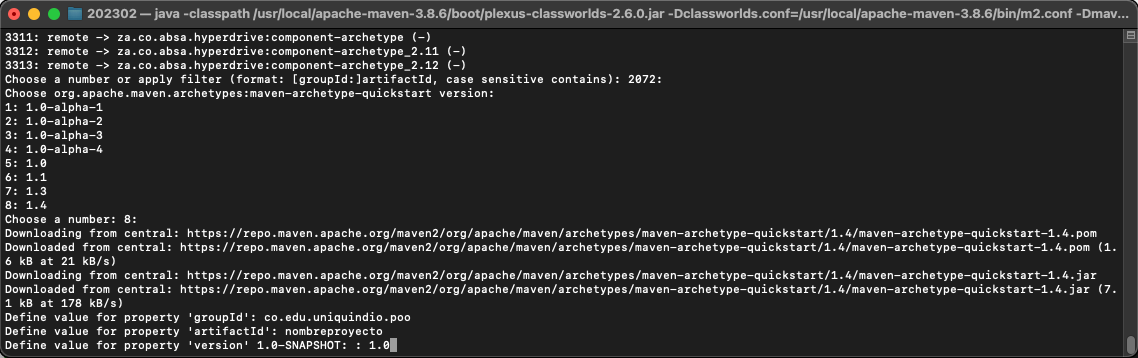 202302 — java -classpath /usr/local/apache-maven-3.8.6/boot/plexus-classworlds-2.6.0.jar -Dclassworlds.conf=/usr/local/apache-maven-3.8.6/bin/m2.conf -Dmav...
3311: remote -> za.co.absa.hyperdrive:component-archetype (-)
3312: remote -> za.co.absa.hyperdrive:component-archetype_2.11 (-)
3313: remote -> za.co.absa.hyperdrive:component-archetype_2.12 (-)
Choose a number or apply filter (format: [groupId:]artifactId, case sensitive contains): 2072:
Choose org.apache.maven.archetypes:maven-archetype-quickstart version:
1: 1.0-alpha-1
2: 1.0-alpha-2
3: 1.0-alpha-3
4: 1.0-alpha-4
5: 1.0
6: 1.1
7: 1.3
8: 1.4
Choose a number: 8:
Downloading from central: https://repo.maven.apache.org/maven2/org/apache/maven/archetypes/maven-archetype-quickstart/1.4/maven-archetype-quickstart-1.4.pom
Downloaded from central: https://repo.maven.apache.org/maven2/org/apache/maven/archetypes/maven-archetype-quickstart/1.4/maven-archetype-quickstart-1.4.pom (1.
6 kB at 21 kB/s)
Downloading from central: https://repo.maven.apache.org/maven2/org/apache/maven/archetypes/maven-archetype-quickstart/1.4/maven-archetype-quickstart-1.4.jar
Downloaded from central: https://repo.maven.apache.org/maven2/org/apache/maven/archetypes/maven-archetype-quickstart/1.4/maven-archetype-quickstart-1.4.jar (7.
1 kB at 178 kB/s)
Define value for property 'groupId': co.edu.uniquindio.poo
Define value for property 'artifactId': nombreproyecto
Define value for property 'version' 1.0-SNAPSHOT: : 1.0